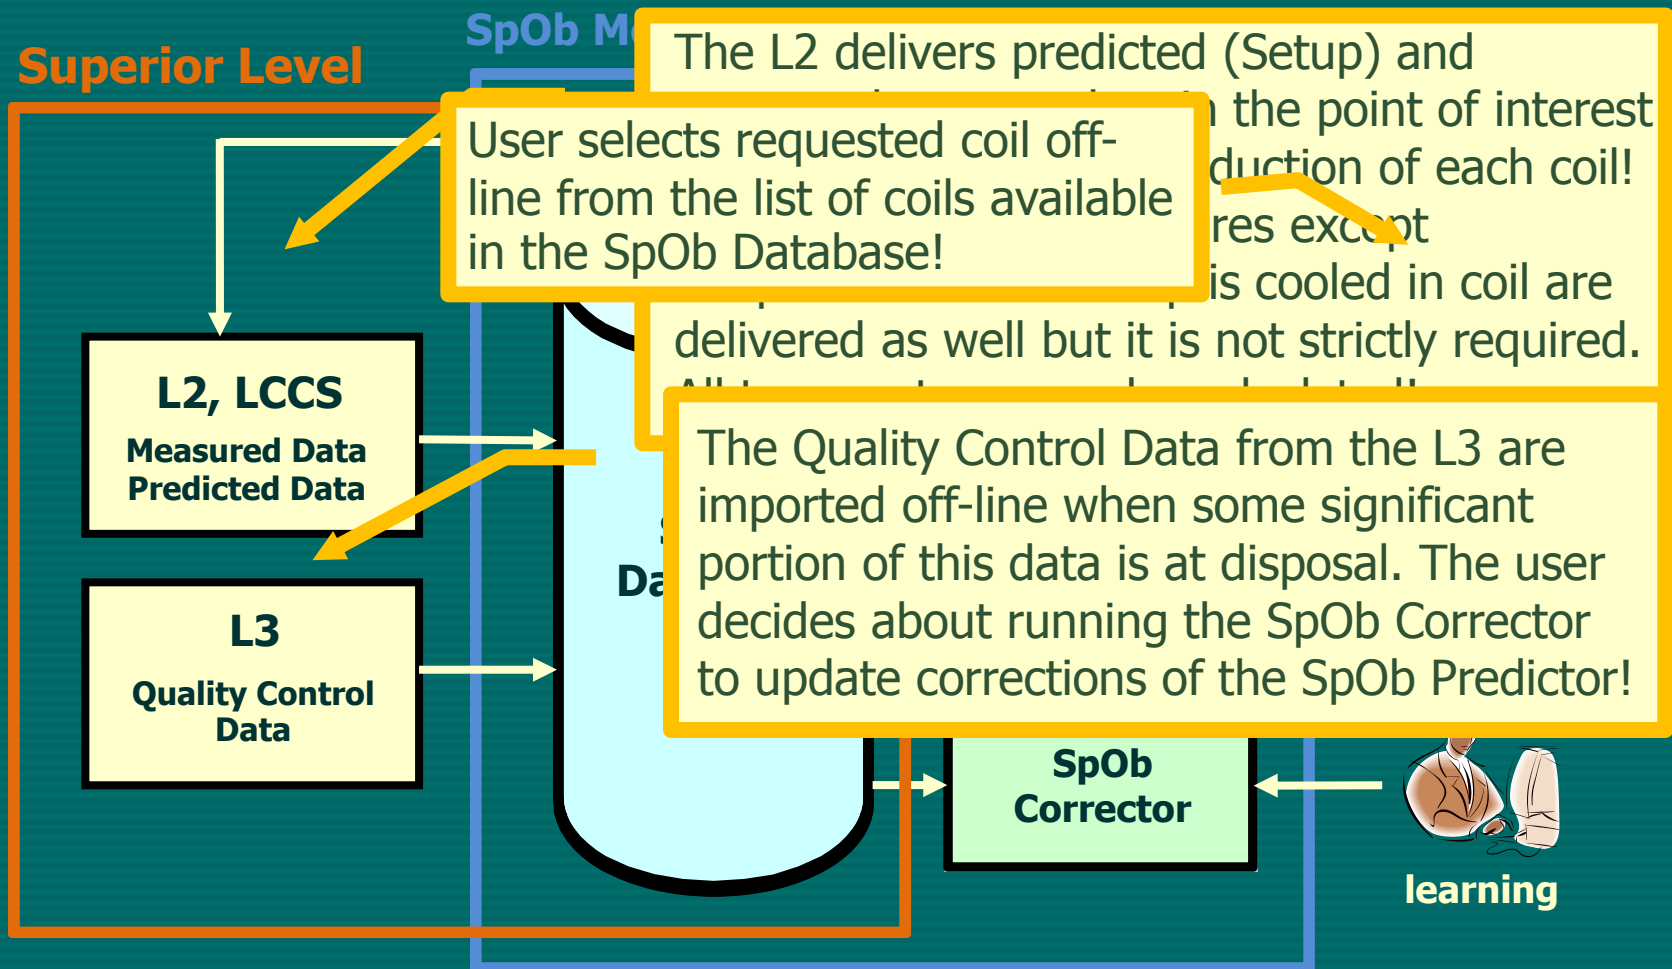 SpOb
Superior Level
The L2 delivers predicted (Setup) and
the point of interest
of each coil!
except
is cooled in coil are
delivered as well but it is not strictly required.
User selects requested coil off-
line from the list of coils available
in the SpOb Database!
L2, LCCS
Measured Data
Predicted Data
The Quality Control Data from the L3 are
imported off-line when some significant
portion of this data is at disposal. The user
decides about running the SpOb Corrector
to update corrections of the SpOb Predictor!
L3
Quality Control
Data
SpOb
Corrector
learning